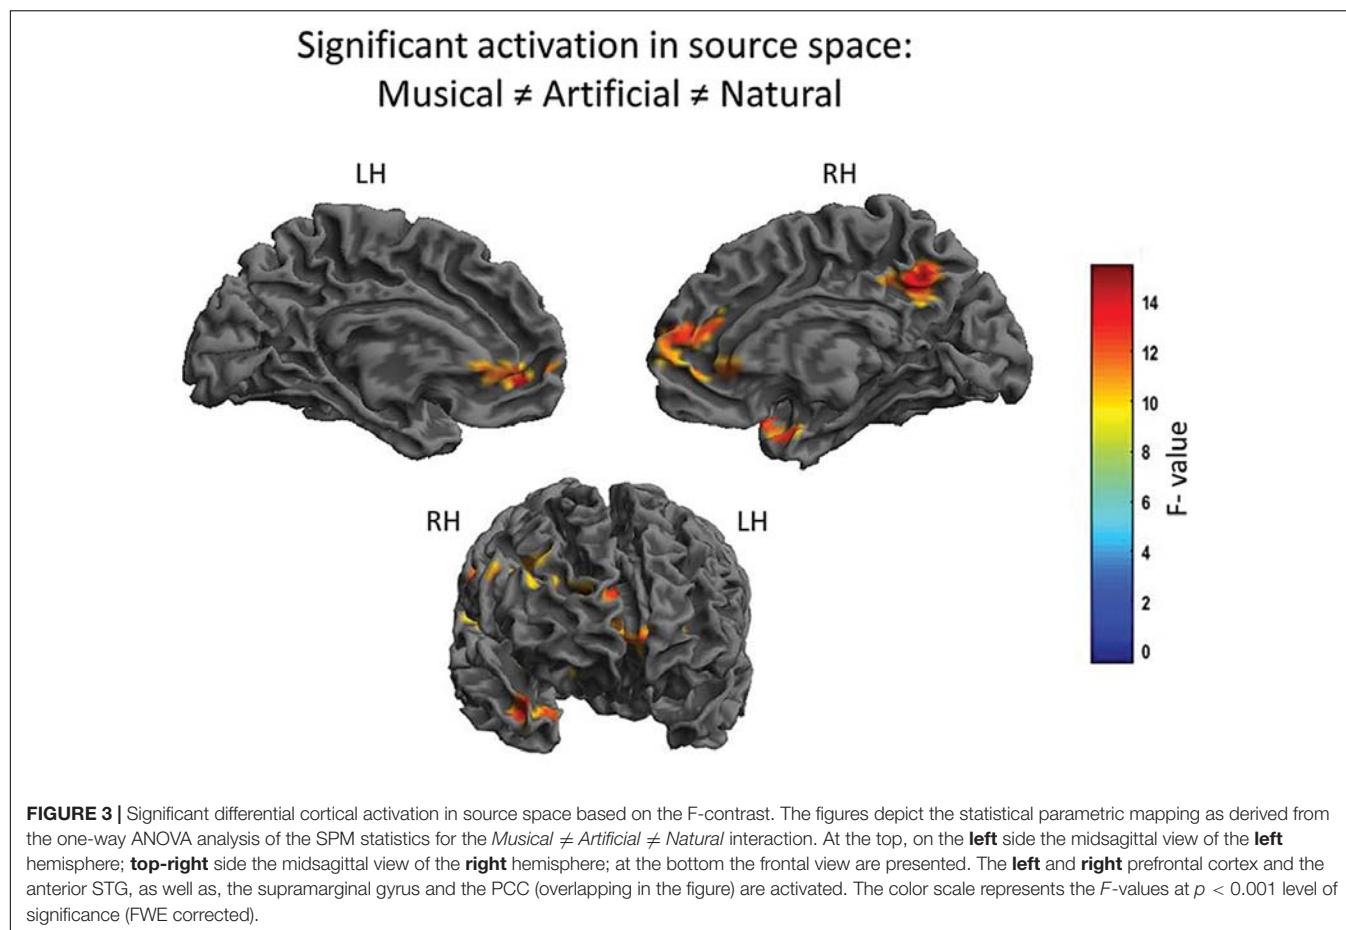 Significant activation in source space:
Musical ≠ Artificial ≠ Natural
LH
RH
14
12
10
8
6
4
2
0
F- value
RH
LH
FIGURE 3 | Significant differential cortical activation in source space based on the F-contrast. The figures depict the statistical parametric mapping as derived from
the one-way ANOVA analysis of the SPM statistics for the Musical ≠ Artificial ≠ Natural interaction. At the top, on the left side the midsagittal view of the left
hemisphere; top-right side the midsagittal view of the right hemisphere; at the bottom the frontal view are presented. The left and right prefrontal cortex and the
anterior STG, as well as, the supramarginal gyrus and the PCC (overlapping in the figure) are activated. The color scale represents the F-values at p < 0.001 level of
significance (FWE corrected).